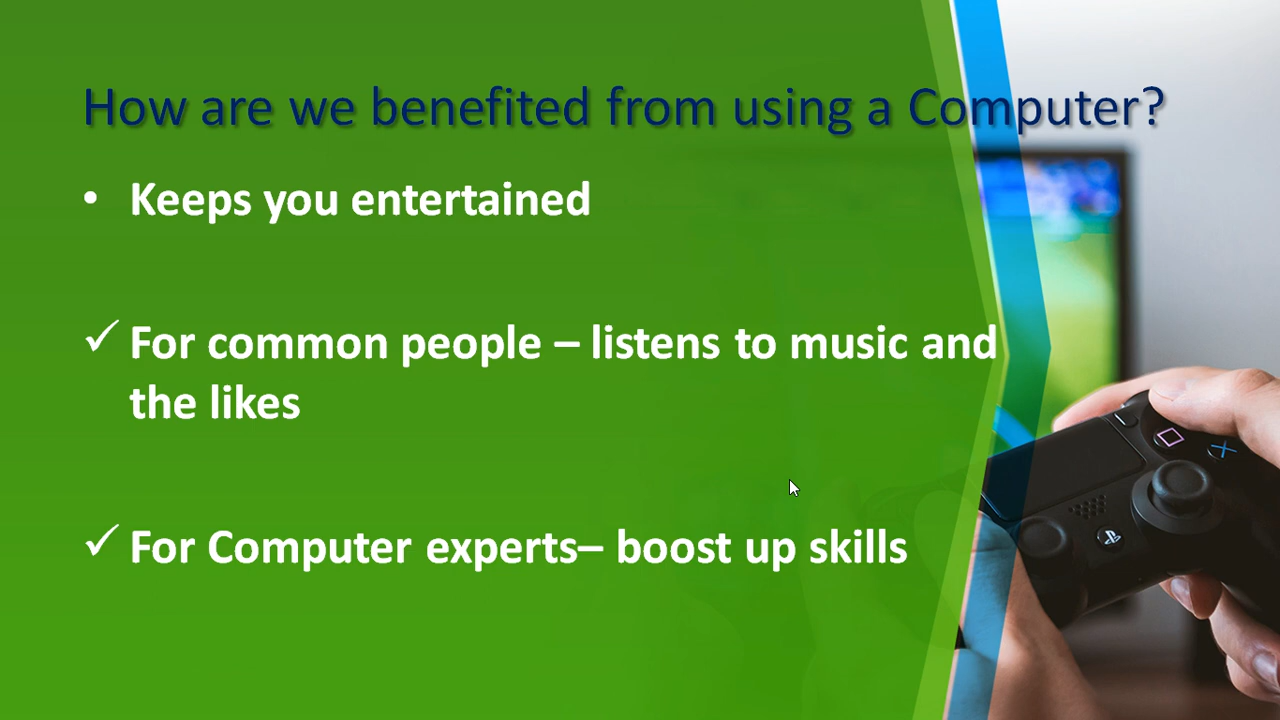 How are we benefited from using a Computer?
• Keeps you entertained
✓ For common people – listens to music and
the likes
✓ For Computer experts– boost up skills